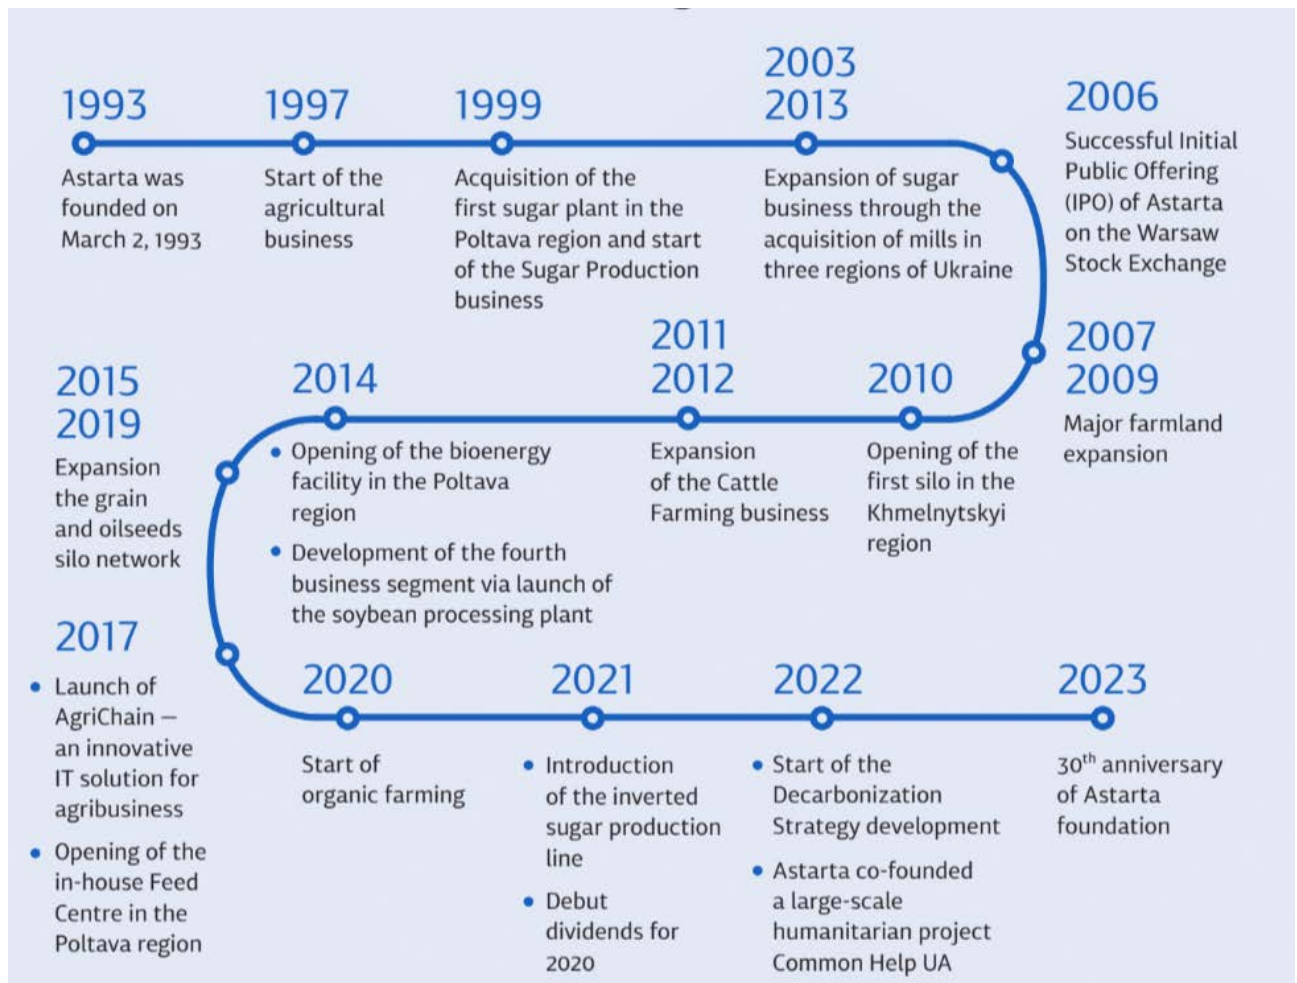 1993
Astarta was
founded on
March 2, 1993
1997
Start of the
agricultural
business
1999
Acquisition of the
first sugar plant in the
Poltava region and start
of the Sugar Production
business
2003
2013
Expansion of sugar
business through the
acquisition of mills in
three regions of Ukraine
2006
Successful Initial
Public Offering
(IPO) of Astarta
on the Warsaw
Stock Exchange
2007
2009
Major farmland
expansion
2010
Opening of the
first silo in the
Khmelnytskyi
region
2011
2012
Expansion
of the Cattle
Farming business
2014
• Opening of the bioenergy
facility in the Poltava
region
• Development of the fourth
business segment via launch of
the soybean processing plant
2015
2019
Expansion
the grain
and oilseeds
silo network
2017
• Launch of
AgriChain –
an innovative
IT solution for
agribusiness
• Opening of the
in-house Feed
Centre in the
Poltava region
2020
Start of
organic farming
2021
• Introduction
of the inverted
sugar production
line
• Debut
dividends for
2020
2022
• Start of the
Decarbonization
Strategy development
• Astarta co-founded
a large-scale
humanitarian project
Common Help UA
2023
30th anniversary
of Astarta
foundation